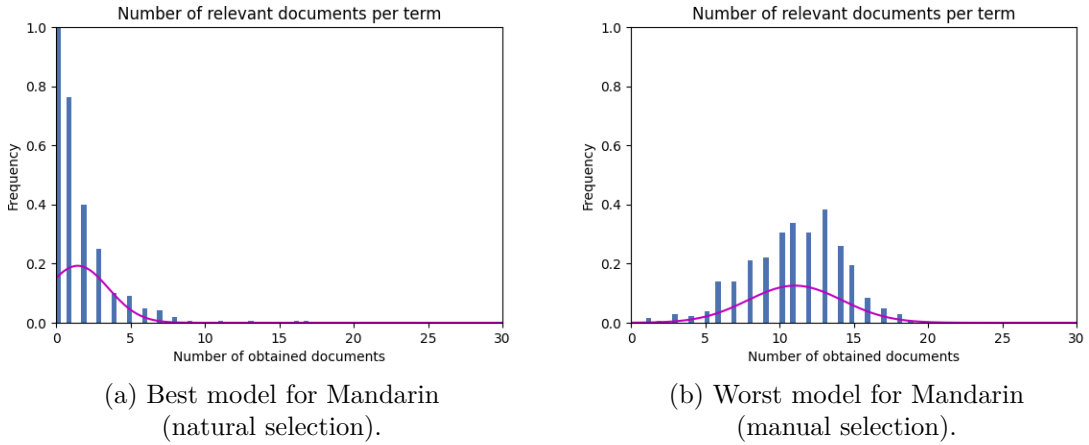 Number of relevant documents per term
1.0
0.8
0.6
0.4
0.2
0.0
Frequency
0 5 10 15 20 25 30
Number of obtained documents
(a) Best model for Mandarin
(natural selection).
Number of relevant documents per term
1.0
0.8
0.6
0.4
0.2
0.0
Frequency
0 5 10 15 20 25 30
Number of obtained documents
(b) Worst model for Mandarin
(manual selection).